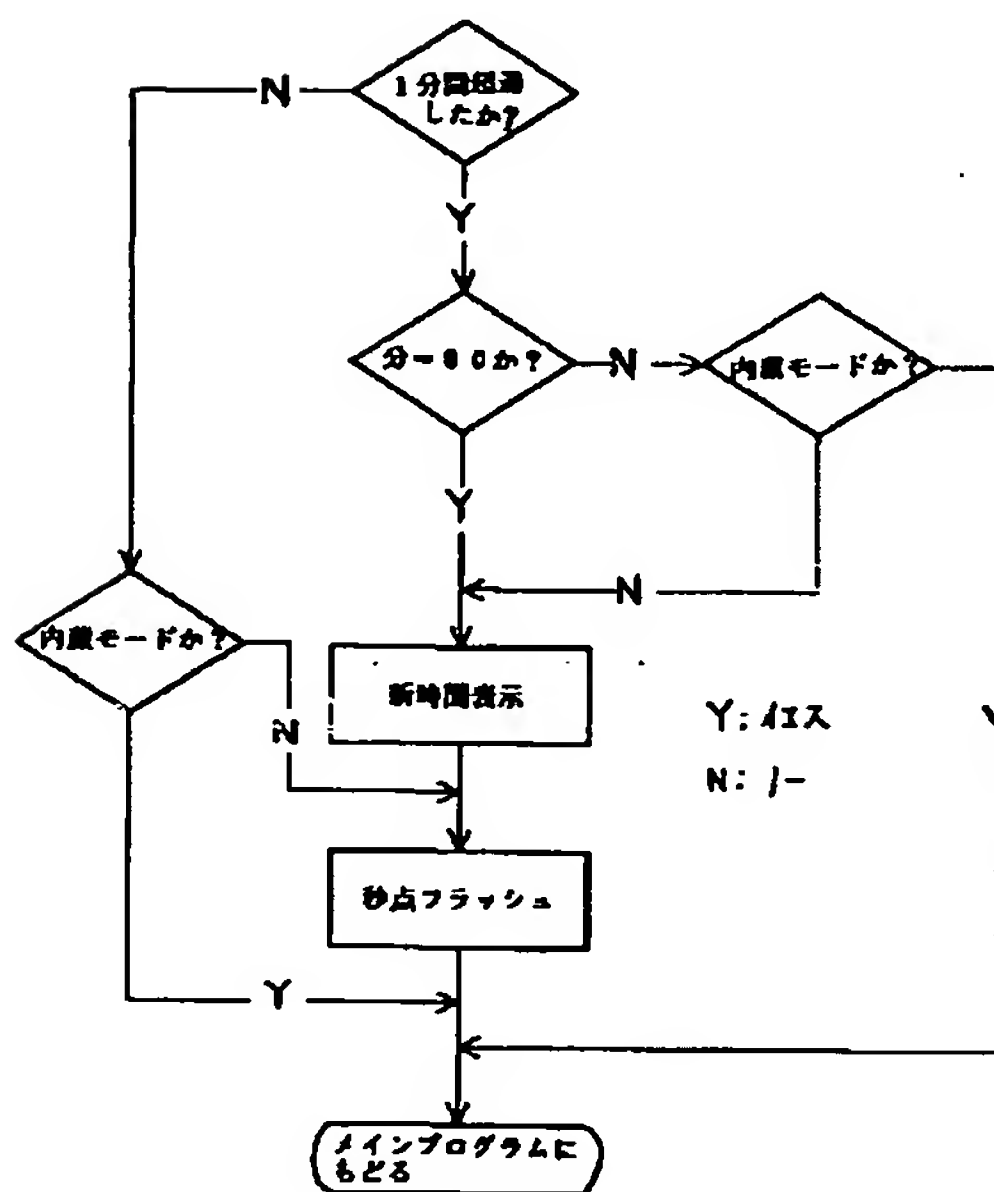 1分間超過
したか?
N
Y
分=00か?
N
内蔵モードか?
Y
N
内蔵モードか?
新時間表示
N
Y:イエス
Y
N:ノー
秒点フラッシュ
Y
メインプログラムに
もどる